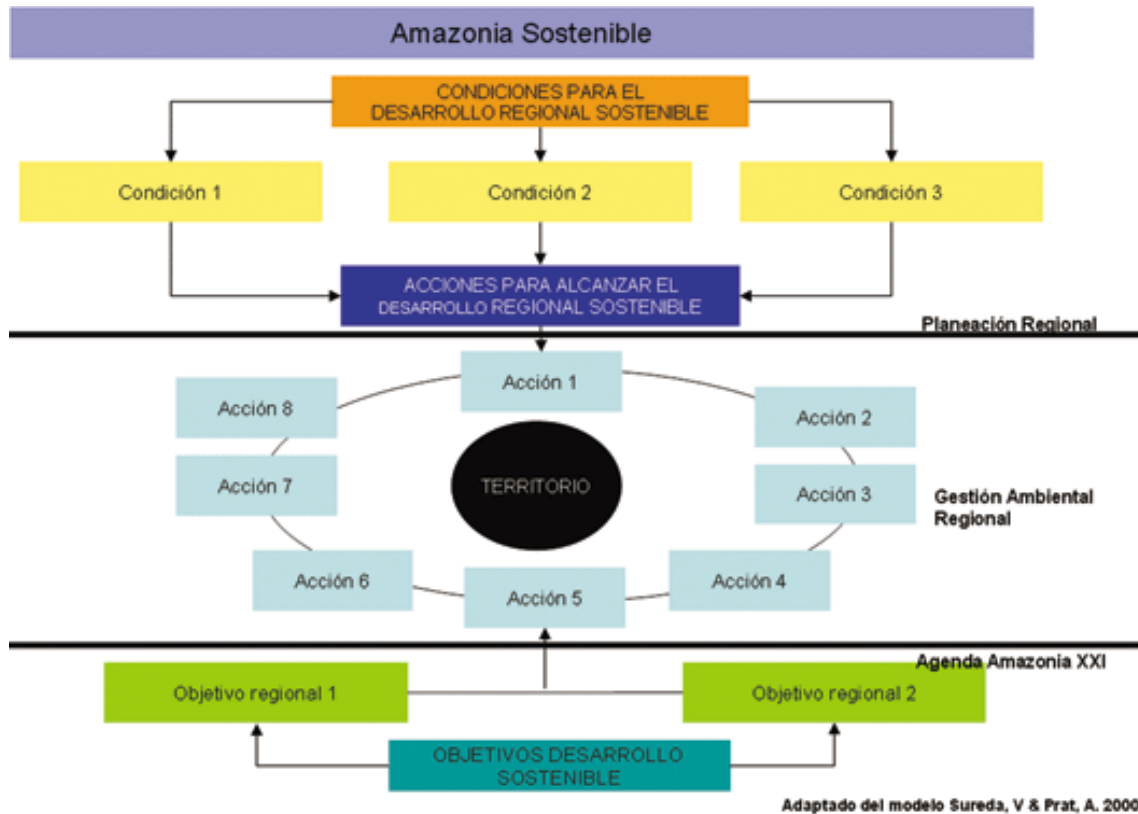 Amazonia Sostenible
CONDICIONES PARA EL
DESARROLLO REGIONAL SOSTENIBLE
Condición 1
Condición 2
Condición 3
ACCIONES PARA ALCANZAR EL
DESARROLLO REGIONAL SOSTENIBLE
Planeación Regional
Acción 1
Acción 8
Acción 2
Acción 7
TERRITORIO
Acción 3
Gestión Ambiental
Regional
Acción 6
Acción 5
Acción 4
Agenda Amazonia XXI
Objetivo regional 1
Objetivo regional 2
OBJETIVOS DESARROLLO
SOSTENIBLE
Adaptado del modelo Sureda, V & Prat, A. 2000